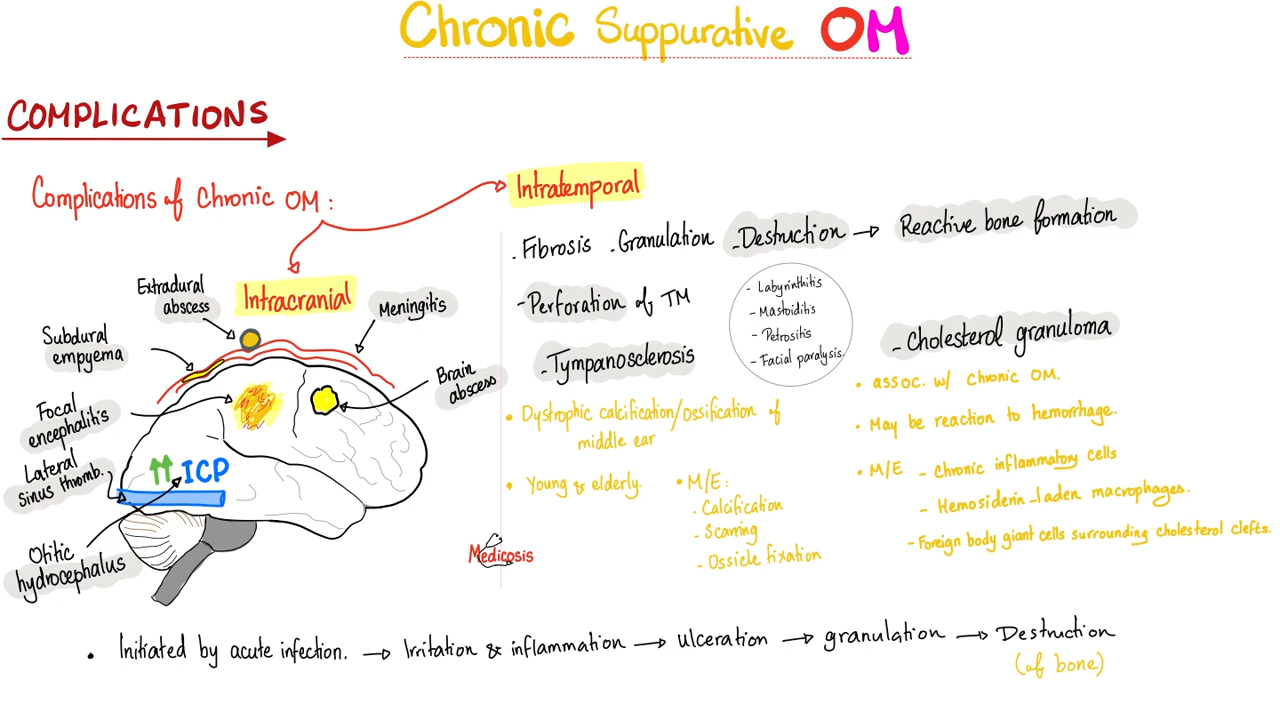 Chronic Suppurative OM
COMPLICATIONS
Complications of Chronic OM:
Intracranial
Extradural
abscess
Meningitis
Subdural
empyema
Brain
abscess
Focal
encephalitis
Lateral
sinus thromb.
↑↑ ICP
Otitic
hydrocephalus
Intratemporal
. Fibrosis . Granulation - Destruction → Reactive bone formation
- Perforation of TM
- Labyrinthitis
- Mastoiditis
- Petrositis
- Facial paralysis.
- Tympanosclerosis
• Dystrophic calcification/ossification of
middle ear
• Young & elderly.
• M/E:
- Calcification
- Scarring
- Ossicle fixation
- Cholesterol granuloma
• assoc. w/ chronic OM.
• May be reaction to hemorrhage.
• M/E - Chronic inflammatory cells
- Hemosiderin-laden macrophages.
- Foreign body giant cells surrounding cholesterol clefts.
Medicosis
• Initiated by acute infection. → Irritation & inflammation → ulceration → granulation → Destruction
(of bone)